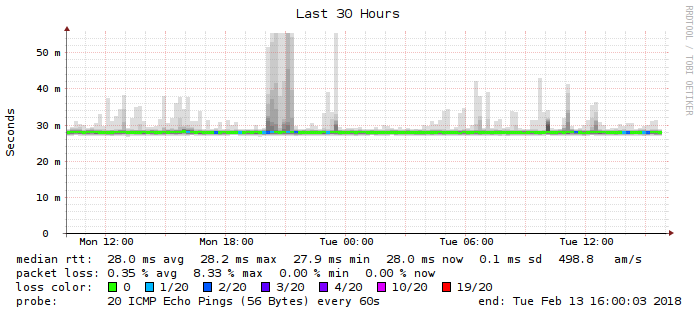 Last 30 Hours
RRDTOOL / TOBI OETIKER
Seconds
50 m
40 m
30 m
20 m
10 m
0
Mon 12:00 Mon 18:00 Tue 00:00 Tue 06:00 Tue 12:00
median rtt: 28.0 ms avg 28.2 ms max 27.9 ms min 28.0 ms now 0.1 ms sd 498.8 am/s
packet loss: 0.35 % avg 8.33 % max 0.00 % min 0.00 % now
loss color: 0 1/20 2/20 3/20 4/20 10/20 19/20
probe: 20 ICMP Echo Pings (56 Bytes) every 60s end: Tue Feb 13 16:00:03 2018